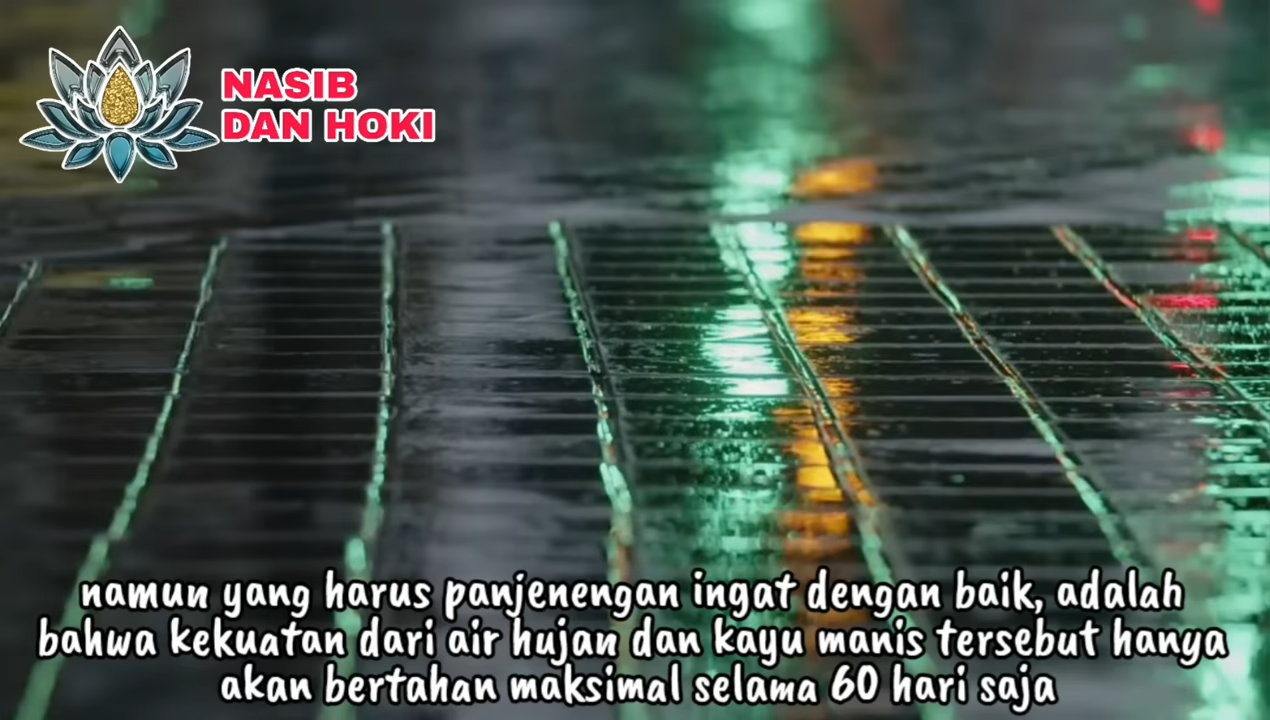 NASIB
DAN HOKI
namun yang harus panjenengan ingat dengan baik, adalah
bahwa kekuatan dari air hujan dan kayu manis tersebut hanya
akan bertahan maksimal selama 60 hari saja